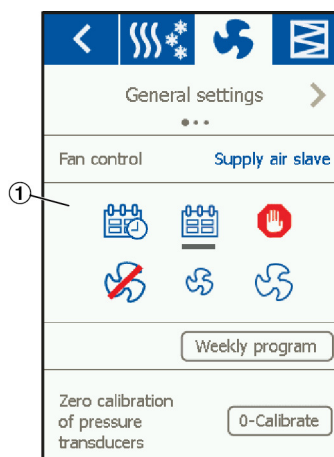 General settings
Fan control Supply air slave
1
Weekly program
Zero calibration
of pressure
transducers
0-Calibrate